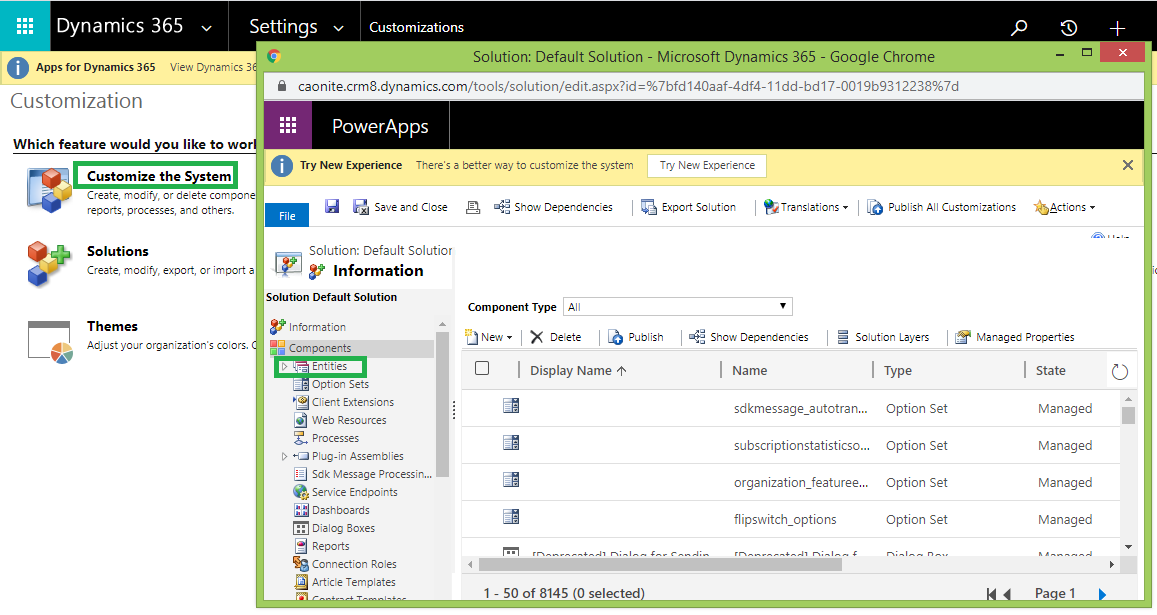 Dynamics 365
Settings
Customizations
Apps for Dynamics 365 View Dynamics 36
Customization
Which feature would you like to wor
Customize the System
Create, modify, or delete compone
reports, processes, and others.
Solutions
Create, modify, export, or import a
Themes
Adjust your organization's colors. C
Solution: Default Solution - Microsoft Dynamics 365 - Google Chrome
caonite.crm8.dynamics.com/tools/solution/edit.aspx?id=%7bfd140aaf-4df4-11dd-bd17-0019b9312238%7d
PowerApps
Try New Experience There's a better way to customize the system Try New Experience
File Save and Close Show Dependencies Export Solution Translations Publish All Customizations Actions
Help
Solution: Default Solution
Information
Solution Default Solution
Information
Components
Entities
Option Sets
Client Extensions
Web Resources
Processes
Plug-in Assemblies
Sdk Message Processin...
Service Endpoints
Dashboards
Dialog Boxes
Reports
Connection Roles
Article Templates
Contract Templates
Component Type All
New Delete Publish Show Dependencies Solution Layers Managed Properties
Display Name Name Type State
sdkmessage_autotran... Option Set Managed
subscriptionstatisticso... Option Set Managed
organization_featuree... Option Set Managed
flipswitch_options Option Set Managed
[Deprecated] Dialog for Sendin [Deprecated] Dialog f Dialog Box Managed
1 - 50 of 8145 (0 selected) Page 1